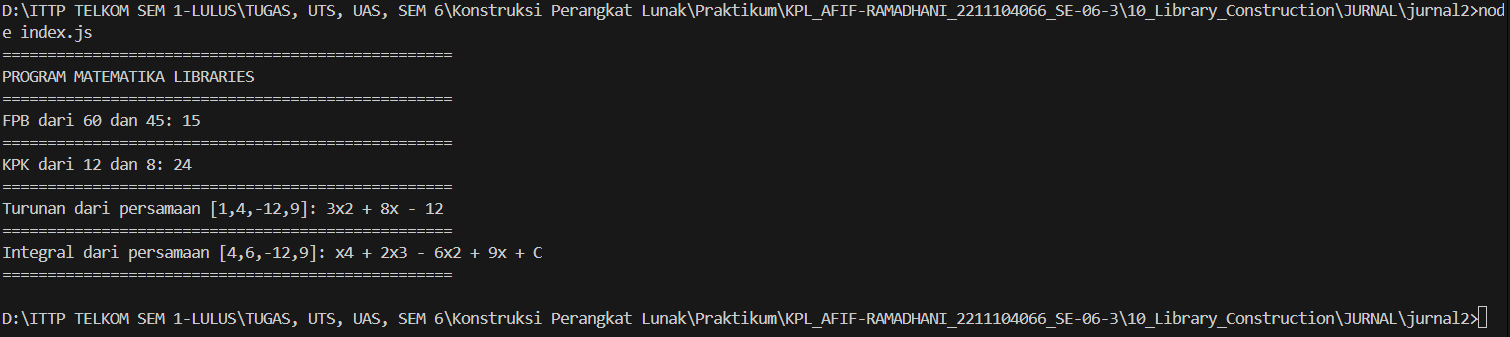 D:\ITTP TELKOM SEM 1-LULUS\TUGAS, UTS, UAS, SEM 6\Konstruksi Perangkat Lunak\Praktikum\KPL_AFIF-RAMADHANI_2211104066_SE-06-3\10_Library_Construction\JURNAL\jurnal2>nod
e index.js
==================================================
PROGRAM MATEMATIKA LIBRARIES
==================================================
FPB dari 60 dan 45: 15
==================================================
KPK dari 12 dan 8: 24
==================================================
Turunan dari persamaan [1,4,-12,9]: 3x2 + 8x - 12
==================================================
Integral dari persamaan [4,6,-12,9]: x4 + 2x3 - 6x2 + 9x + C
==================================================
D:\ITTP TELKOM SEM 1-LULUS\TUGAS, UTS, UAS, SEM 6\Konstruksi Perangkat Lunak\Praktikum\KPL_AFIF-RAMADHANI_2211104066_SE-06-3\10_Library_Construction\JURNAL\jurnal2>